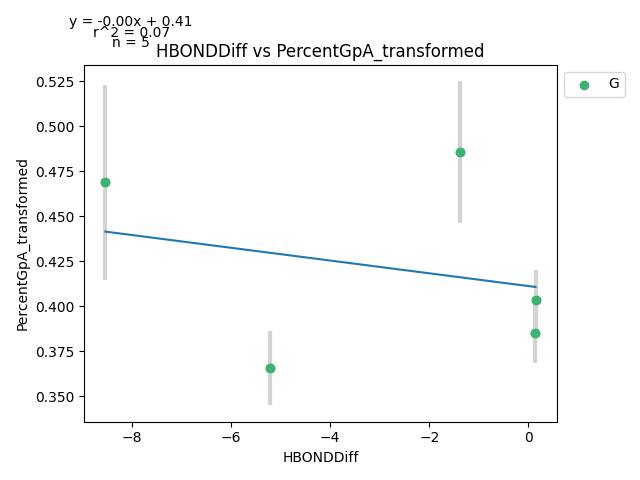 y = -0.00x + 0.41
r^2 = 0.07
n = 5
HBONDDiff vs PercentGpA_transformed
G
PercentGpA_transformed
0.525
0.500
0.475
0.450
0.425
0.400
0.375
0.350
−8
−6
−4
−2
0
HBONDDiff